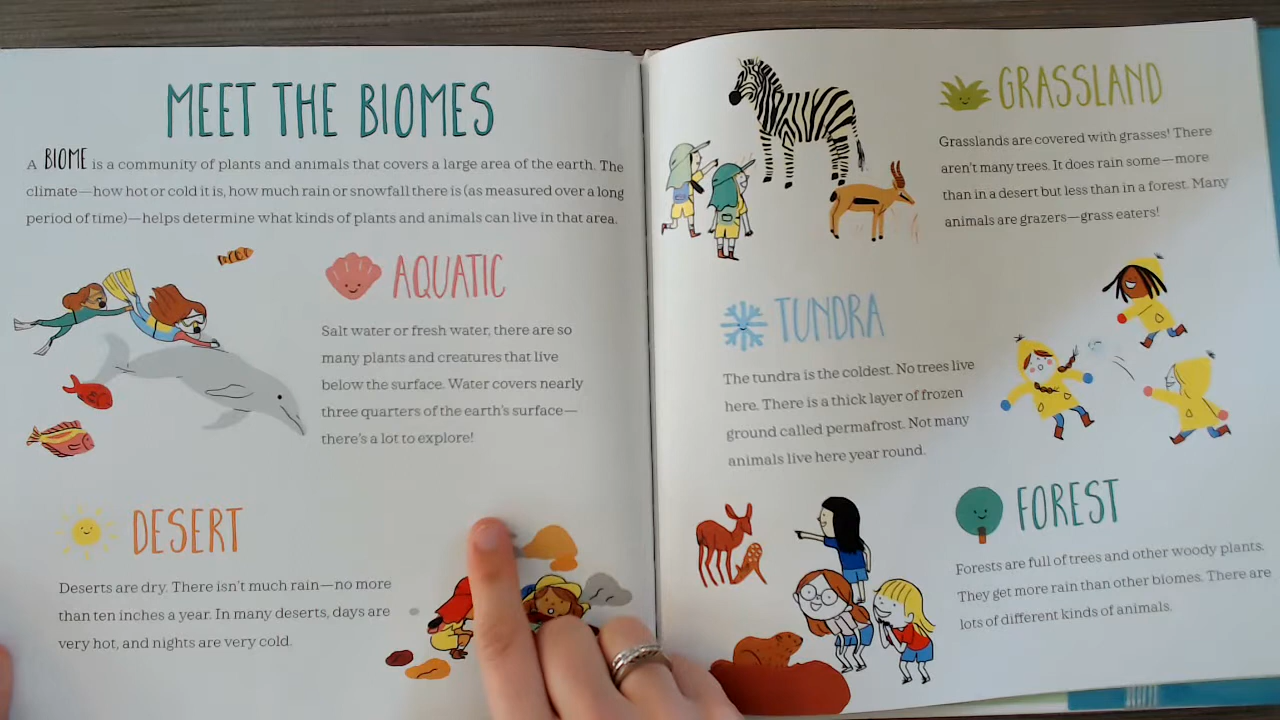 MEET THE BIOMES
A BIOME is a community of plants and animals that covers a large area of the earth. The
climate—how hot or cold it is, how much rain or snowfall there is (as measured over a long
period of time)—helps determine what kinds of plants and animals can live in that area.
AQUATIC
Salt water or fresh water, there are so
many plants and creatures that live
below the surface. Water covers nearly
three quarters of the earth's surface—
there's a lot to explore!
DESERT
Deserts are dry. There isn't much rain—no more
than ten inches a year. In many deserts, days are
very hot, and nights are very cold.
GRASSLAND
Grasslands are covered with grasses! There
aren't many trees. It does rain some—more
than in a desert but less than in a forest. Many
animals are grazers—grass eaters!
TUNDRA
The tundra is the coldest. No trees live
here. There is a thick layer of frozen
ground called permafrost. Not many
animals live here year round.
FOREST
Forests are full of trees and other woody plants.
They get more rain than other biomes. There are
lots of different kinds of animals.